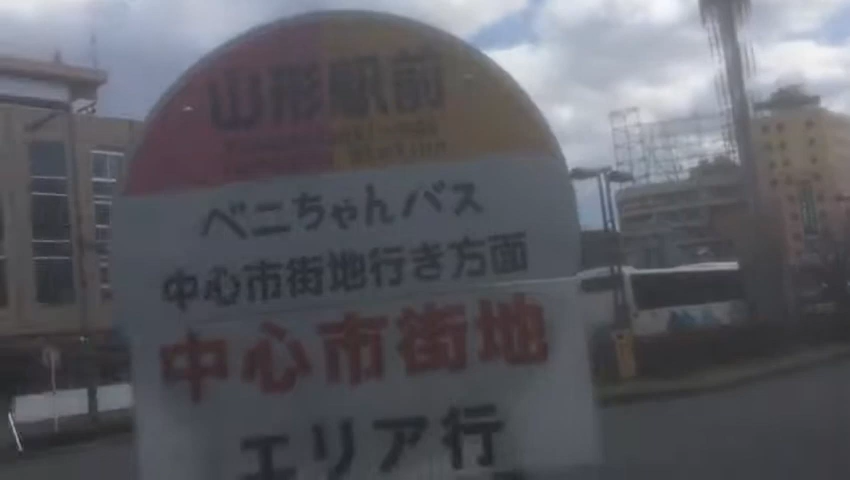 山形駅前
ベニちゃんバス
中心市街地行き方面
中心市街地
エリア行